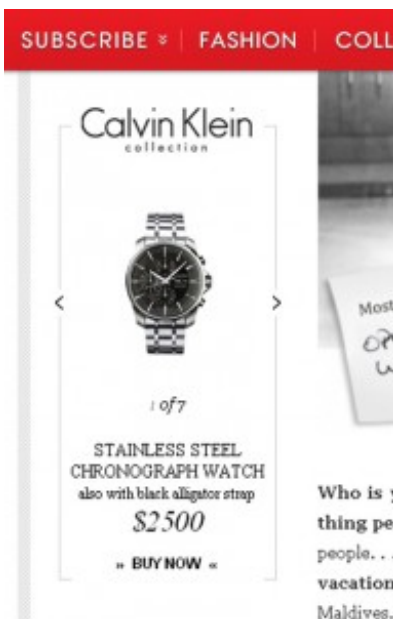 SUBSCRIBE FASHION COLL
Calvin Klein
collection
Most
1 of 7
STAINLESS STEEL
CHRONOGRAPH WATCH
also with black alligator strap
$2500
» BUY NOW «
Who is y
thing pe
people. . .
vacation
Maldives.